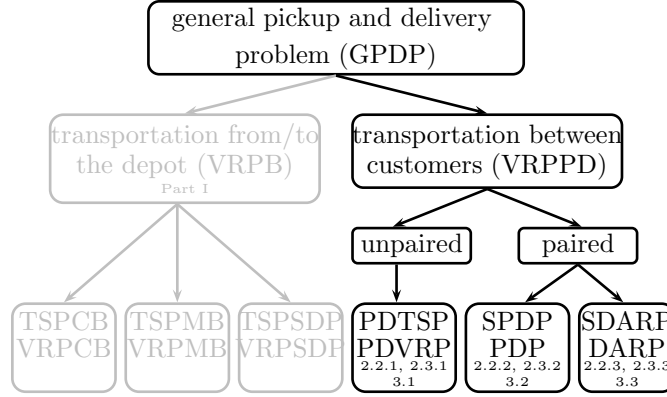 general pickup and delivery
problem (GPDP)
transportation from/to
the depot (VRPB)
Part I
transportation between
customers (VRPPD)
unpaired
paired
TSPCB
VRPCB
TSPMB
VRPMB
TSPSDP
VRPSDP
PDTSP
PDVRP
2.2.1, 2.3.1
3.1
SPDP
PDP
2.2.2, 2.3.2
3.2
SDARP
DARP
2.2.3, 2.3.3
3.3